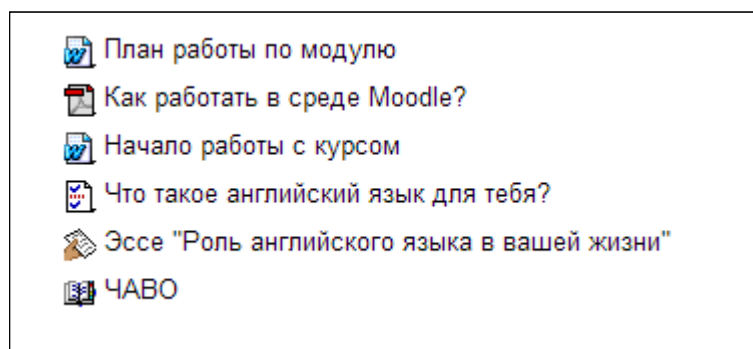 План работы по модулю
Как работать в среде Moodle?
Начало работы с курсом
Что такое английский язык для тебя?
Эссе "Роль английского языка в вашей жизни"
ЧАВО